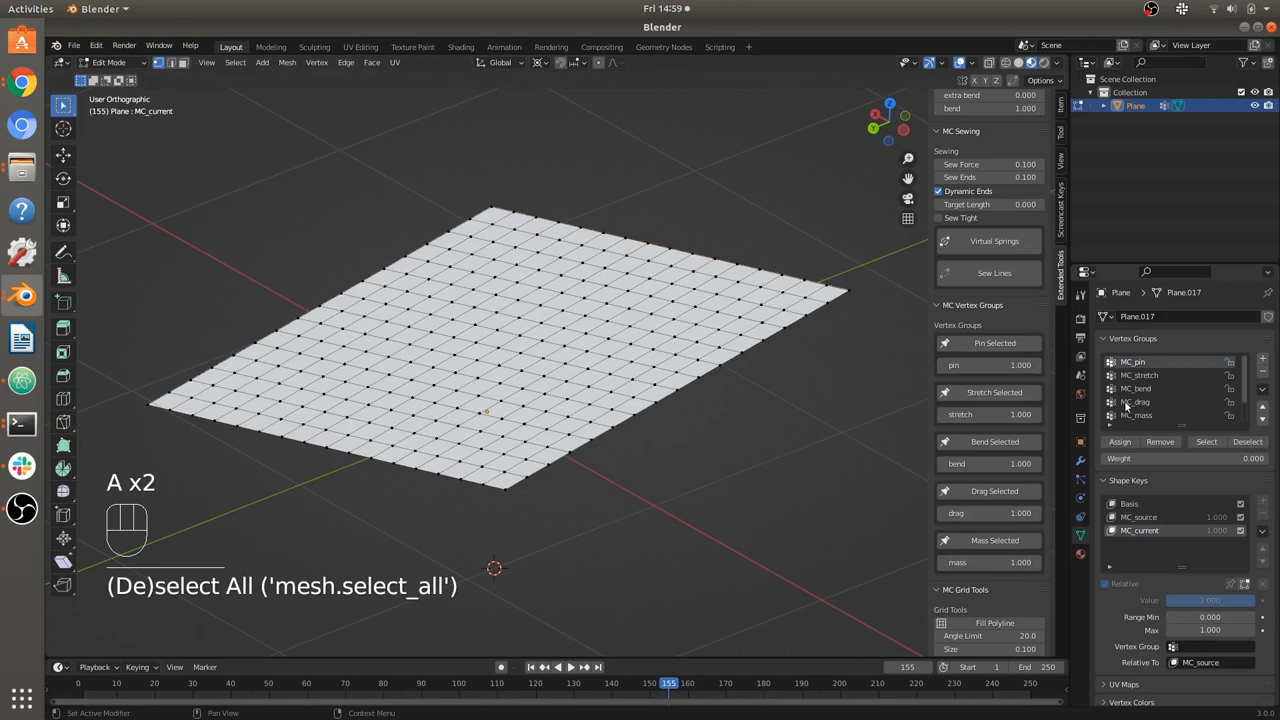 Activities
Blender
Fri 14:59
Blender
File Edit Render Window Help
Layout Modeling Sculpting UV Editing Texture Paint Shading Animation Rendering Compositing Geometry Nodes Scripting +
Scene
View Layer
Edit Mode
View Select Add Mesh Vertex Edge Face UV
Global
X Y Z
Options
User Orthographic
(155) Plane : MC_current
Z
X
Y
extra bend 0.000
bend 1.000
MC Sewing
Sewing
Sew Force 0.100
Sew Ends 0.100
Dynamic Ends
Target Length 0.000
Sew Tight
Virtual Springs
Sew Lines
MC Vertex Groups
Vertex Groups
Pin Selected
pin 1.000
Stretch Selected
stretch 1.000
Bend Selected
bend 1.000
Drag Selected
drag 1.000
Mass Selected
mass 1.000
MC Grid Tools
Grid Tools
Fill Polyline
Angle Limit 20.0
Size 0.100
Item
Tool
View
Screencast Keys
Extended Tools
Scene Collection
Collection
Plane
Plane
Plane.017
Plane.017
Vertex Groups
MC_pin
MC_stretch
MC_bend
MC_drag
MC_mass
Assign Remove Select Deselect
Weight 0.000
Shape Keys
Basis
MC_source 1.000
MC_current 1.000
Relative
Value 1.000
Range Min 0.000
Max 1.000
Vertex Group
Relative To MC_source
UV Maps
Vertex Colors
A x2
(De)select All ('mesh.select_all')
Playback Keying View Marker
155 Start 1 End 250
0 10 20 30 40 50 60 70 80 90 100 110 120 130 140 150 155 160 170 180 190 200 210 220 230 240 250
Set Active Modifier
Pan View
Context Menu
3.0.0